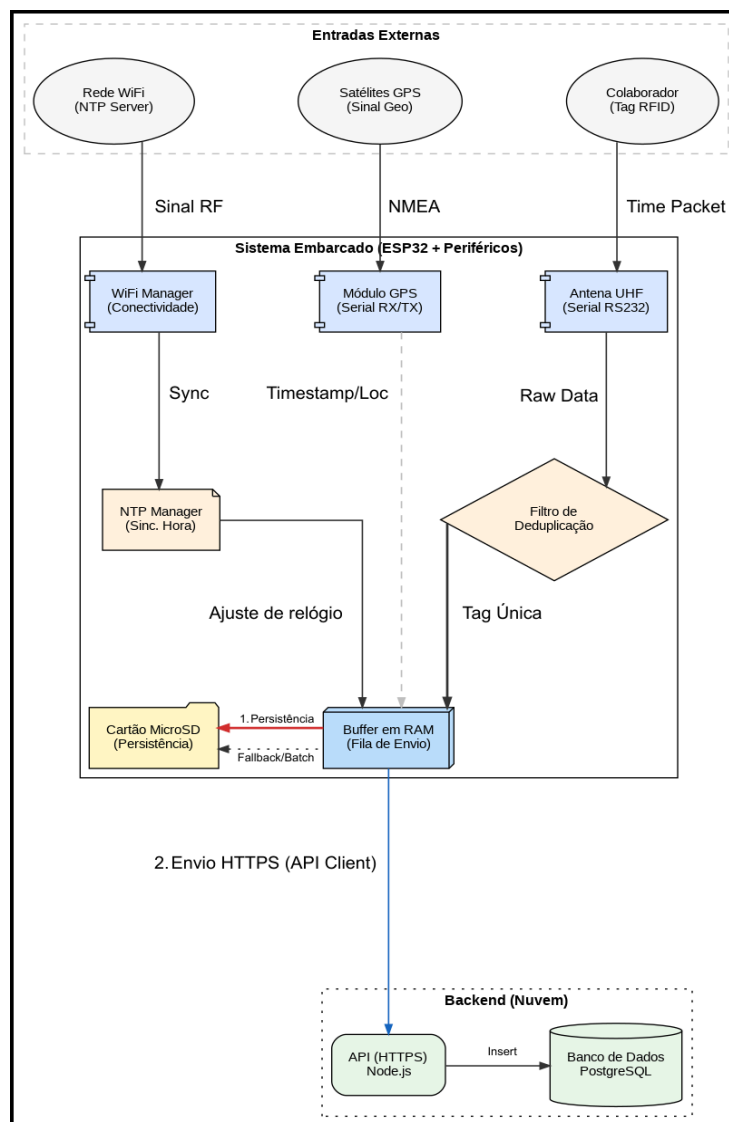 Entradas Externas
Rede WiFi
(NTP Server)
Satélites GPS
(Sinal Geo)
Colaborador
(Tag RFID)
Sinal RF
NMEA
Time Packet
Sistema Embarcado (ESP32 + Periféricos)
WiFi Manager
(Conectividade)
Módulo GPS
(Serial RX/TX)
Antena UHF
(Serial RS232)
Sync
Timestamp/Loc
Raw Data
NTP Manager
(Sinc. Hora)
Filtro de
Deduplicação
Ajuste de relógio
Tag Única
Cartão MicroSD
(Persistência)
1. Persistência
Fallback/Batch
Buffer em RAM
(Fila de Envio)
2. Envio HTTPS (API Client)
Backend (Nuvem)
API (HTTPS)
Node.js
Insert
Banco de Dados
PostgreSQL